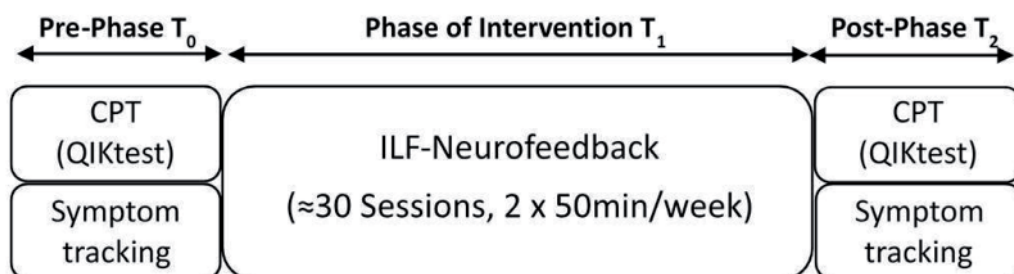 Pre-Phase T₀
Phase of Intervention T₁
Post-Phase T₂
CPT
(QIKtest)
Symptom
tracking
ILF-Neurofeedback
(≈30 Sessions, 2 x 50min/week)
CPT
(QIKtest)
Symptom
tracking